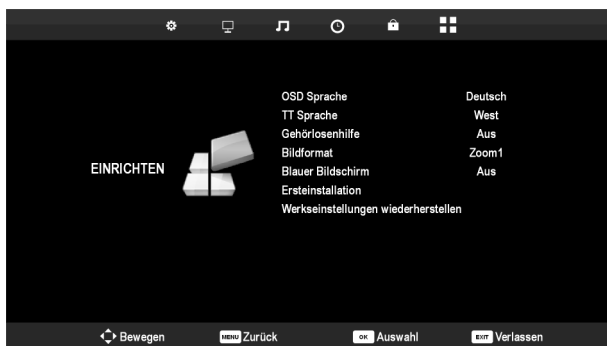 OSD Sprache Deutsch
TT Sprache West
Gehörlosenhilfe Aus
Bildformat Zoom1
EINRICHTEN
Blauer Bildschirm Aus
Ersteinstallation
Werkseinstellungen wiederherstellen
Bewegen MENU Zurück OK Auswahl EXIT Verlassen